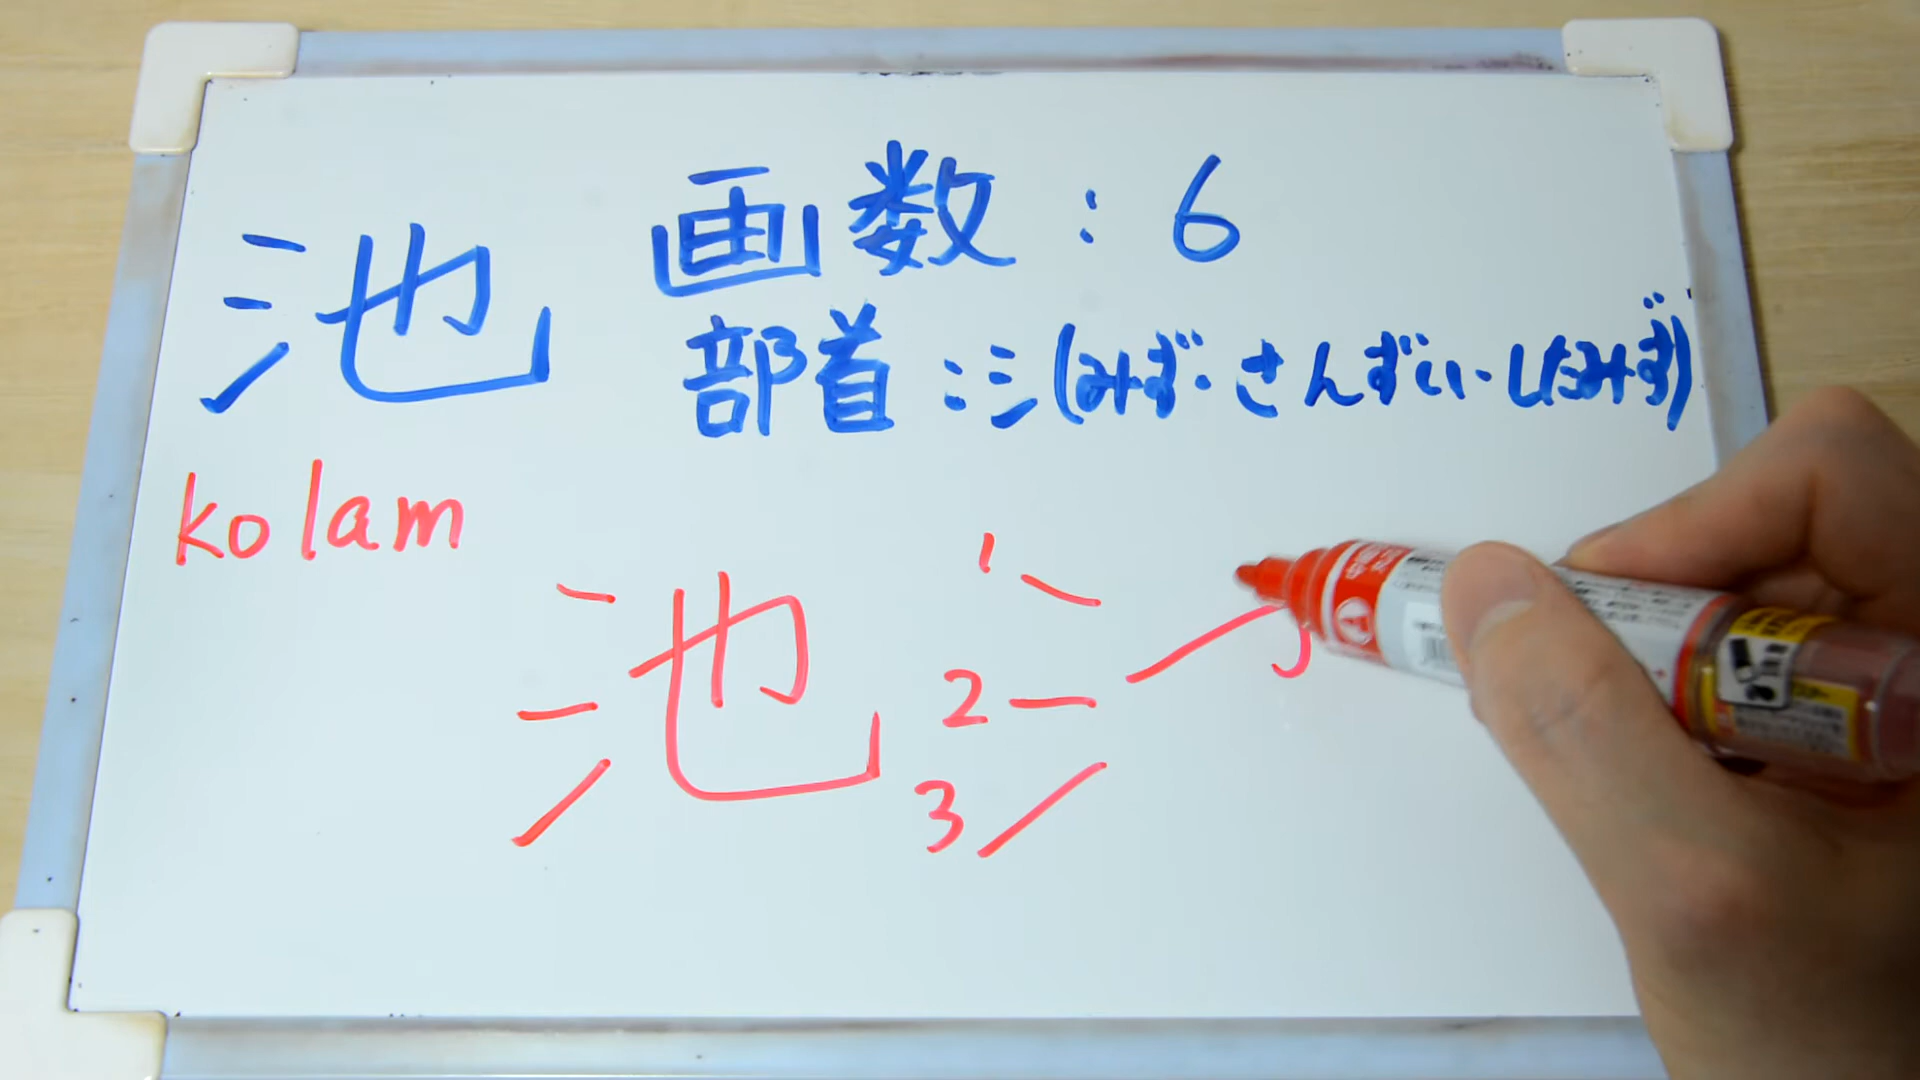 池
画数:6
部首:氵(みず・さんずい・したみず)
kolam
池
1
2
3